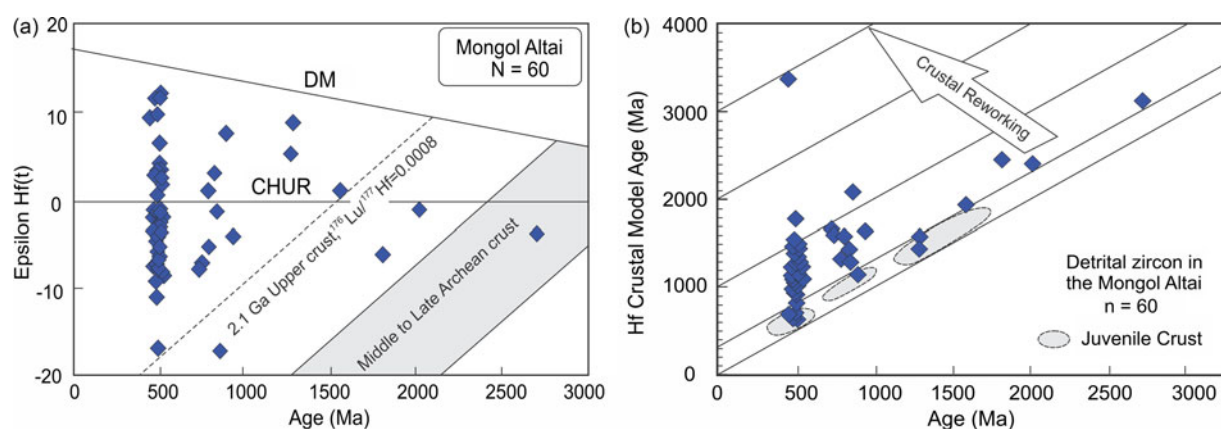 (a)
20
10
0
-10
-20
Epsilon Hf(t)
Mongol Altai
N = 60
DM
CHUR
2.1 Ga Upper crust,¹⁷⁶Lu/¹⁷⁷Hf=0.0008
Middle to Late Archean crust
0 500 1000 1500 2000 2500 3000
Age (Ma)
(b)
4000
3000
2000
1000
0
Hf Crustal Model Age (Ma)
Crustal Reworking
Detrital zircon in
the Mongol Altai
n = 60
Juvenile Crust
0 500 1000 1500 2000 2500 3000
Age (Ma)